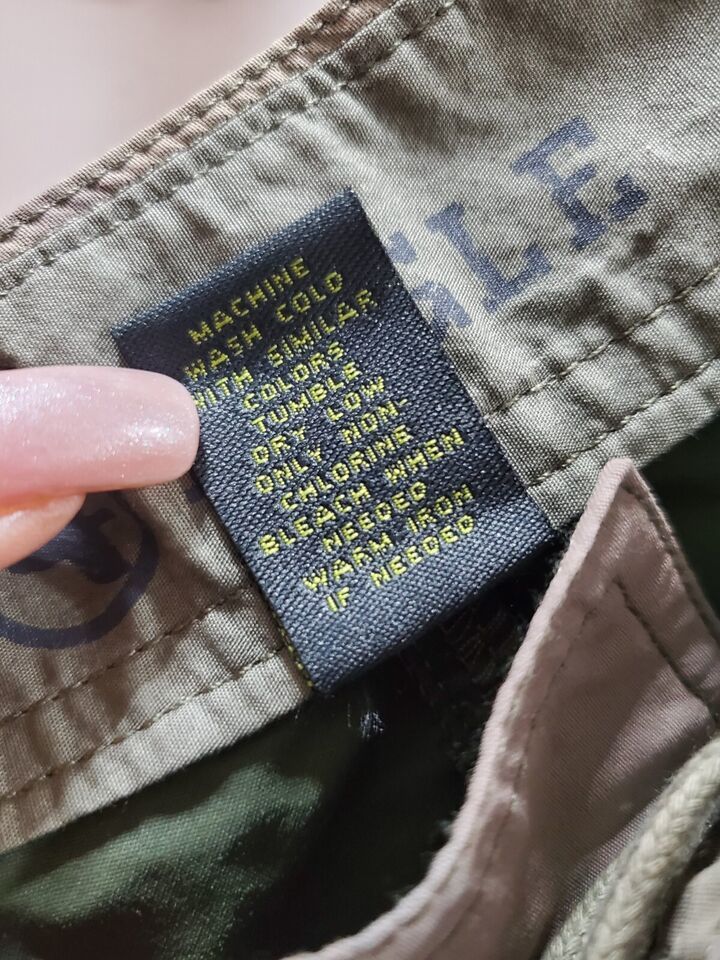 MACHINE
WASH COLD
WITH SIMILAR
COLORS
TUMBLE
DRY LOW
ONLY NON-
CHLORINE
BLEACH WHEN
NEEDED
WARM IRON
IF NEEDED
GLE